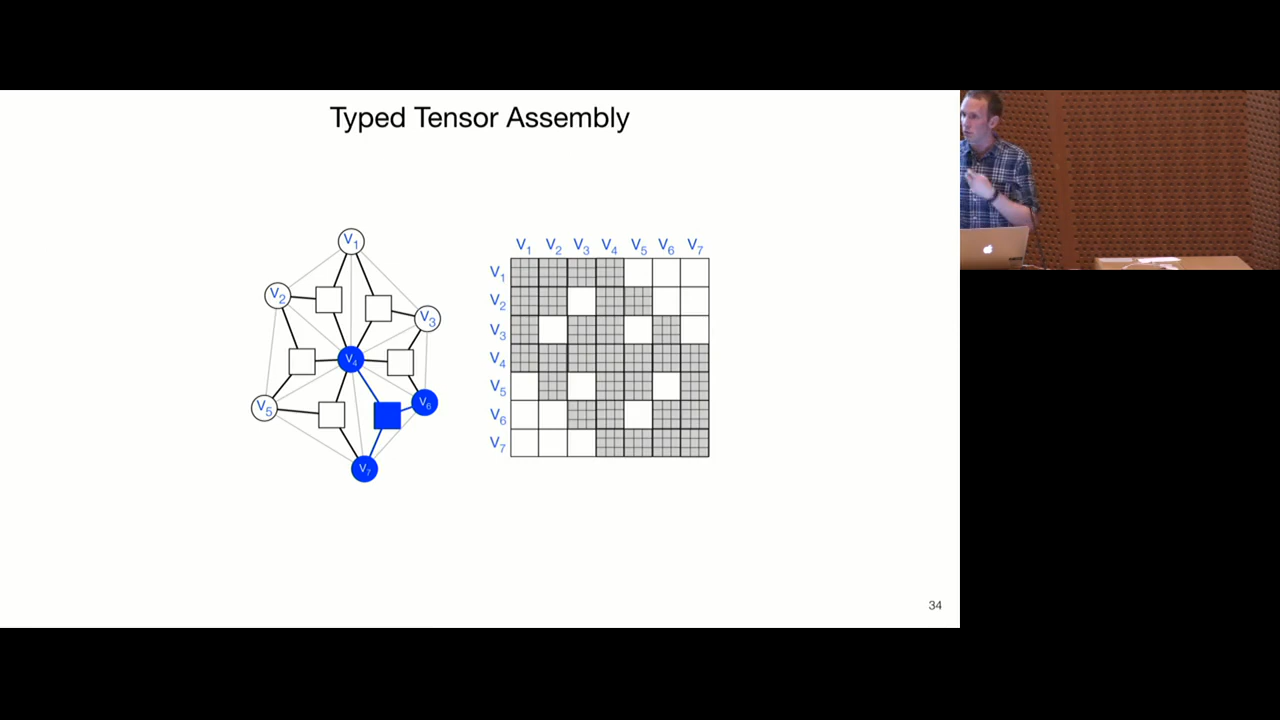 Typed Tensor Assembly
V1
V2
V3
V4
V5
V6
V7
V1 V2 V3 V4 V5 V6 V7
V1
V2
V3
V4
V5
V6
V7
34